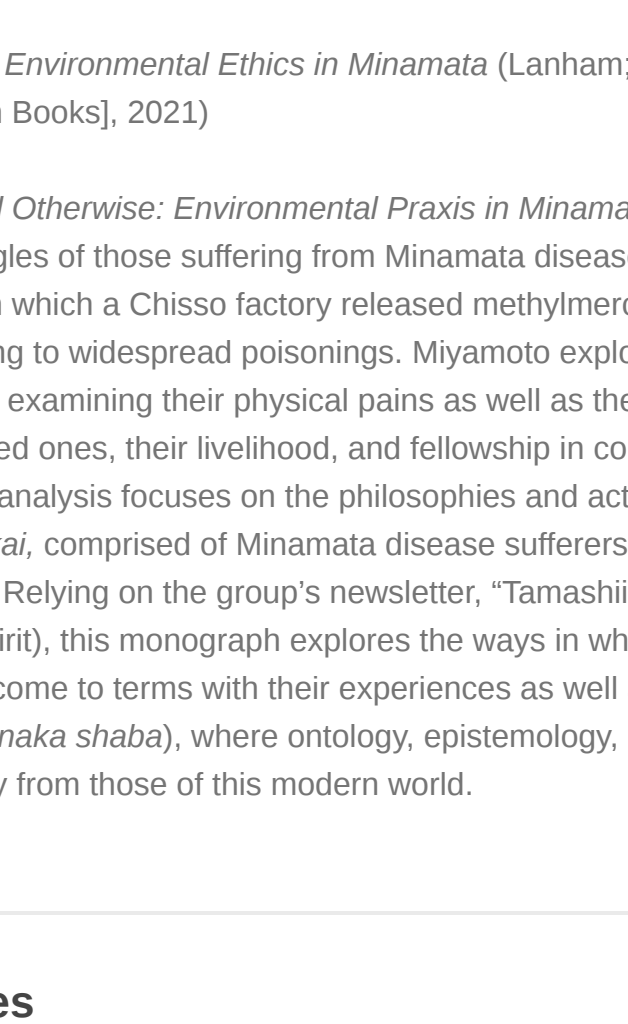 Environmental Ethics in Minamata (Lanham;
Books], 2021)
Otherwise: Environmental Praxis in Minama
gles of those suffering from Minamata diseas
which a Chisso factory released methylmerc
ng to widespread poisonings. Miyamoto explo
examining their physical pains as well as the
ed ones, their livelihood, and fellowship in co
analysis focuses on the philosophies and act
kai, comprised of Minamata disease sufferers
Relying on the group’s newsletter, “Tamashii
irit), this monograph explores the ways in wh
come to terms with their experiences as well
naka shaba), where ontology, epistemology,
y from those of this modern world.
es